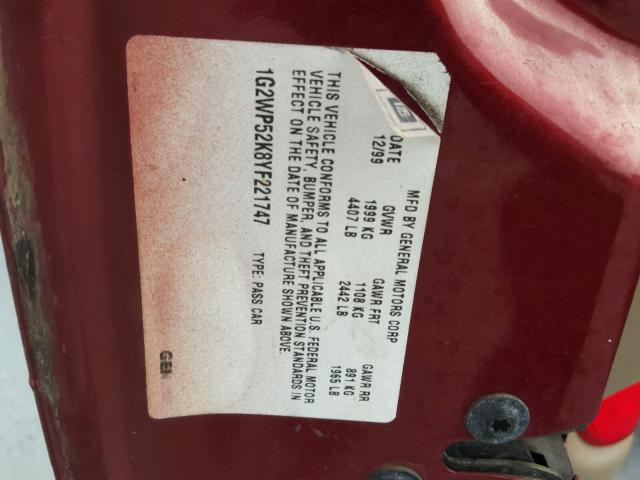 MFD BY GENERAL MOTORS CORP
DATE GVWR GAWR FRT GAWR RR
12/99 1999 KG 1108 KG 891 KG
4407 LB 2442 LB 1965 LB
THIS VEHICLE CONFORMS TO ALL APPLICABLE U.S. FEDERAL MOTOR
VEHICLE SAFETY, BUMPER, AND THEFT PREVENTION STANDARDS IN
EFFECT ON THE DATE OF MANUFACTURE SHOWN ABOVE.
1G2WP52K8YF221747 TYPE: PASS CAR